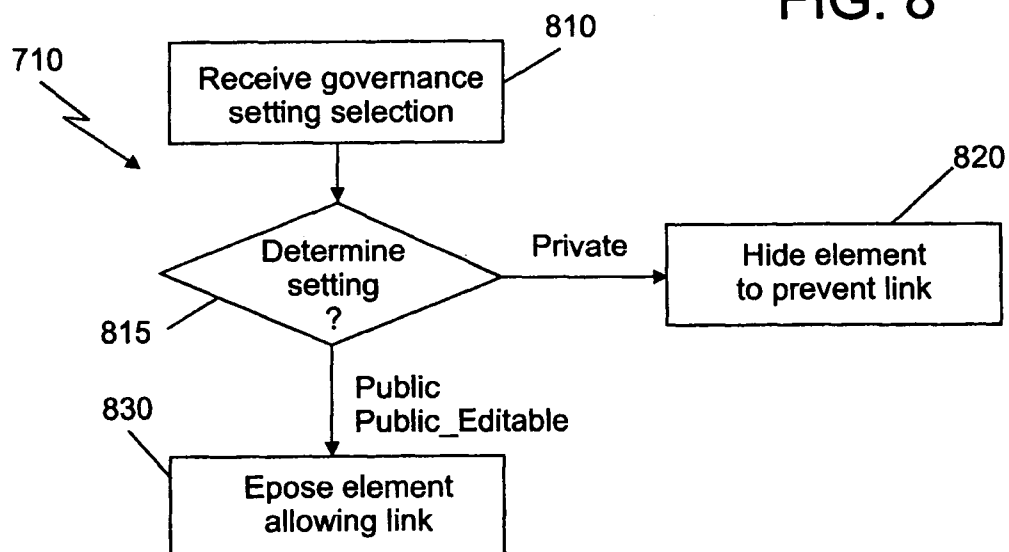 FIG. 8
810
710
Receive governance
setting selection
820
Determine
setting
?
Private
Hide element
to prevent link
815
Public
Public_Editable
830
Epose element
allowing link